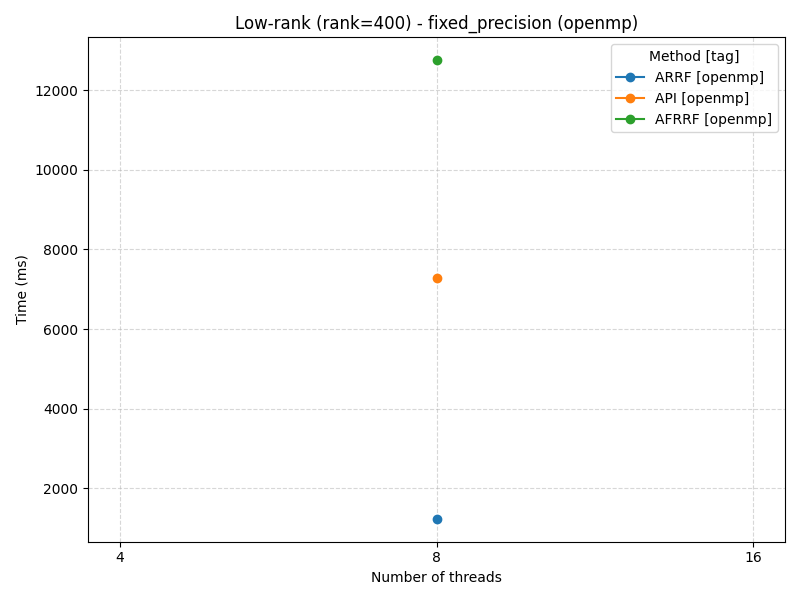 Low-rank (rank=400) - fixed_precision (openmp)
Method [tag]
ARRF [openmp]
API [openmp]
AFRRF [openmp]
Time (ms)
12000
10000
8000
6000
4000
2000
4
8
16
Number of threads